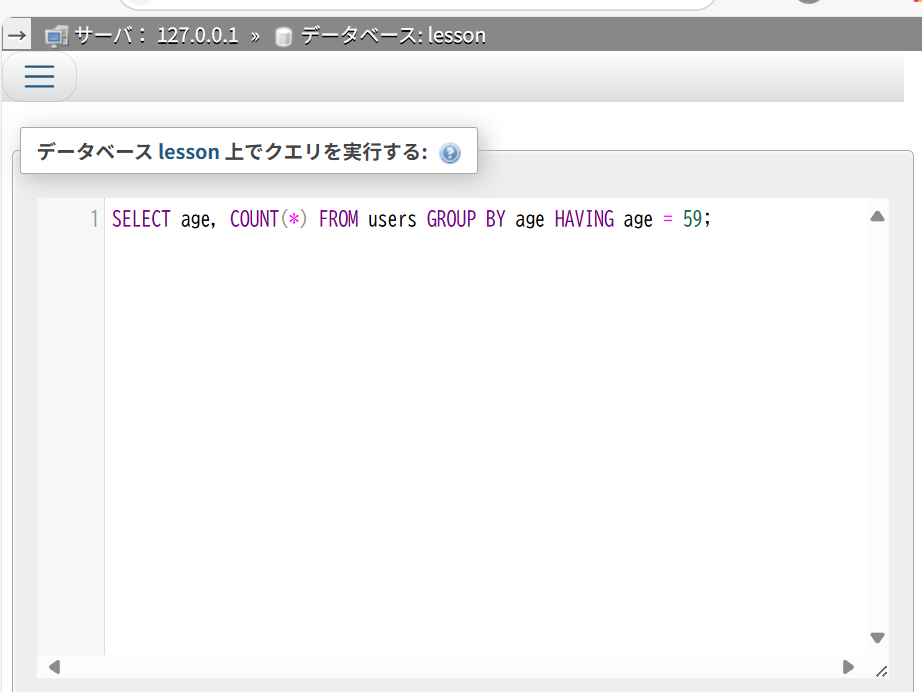 → サーバ： 127.0.0.1 » データベース: lesson
データベース lesson 上でクエリを実行する:
1 SELECT age, COUNT(*) FROM users GROUP BY age HAVING age = 59;